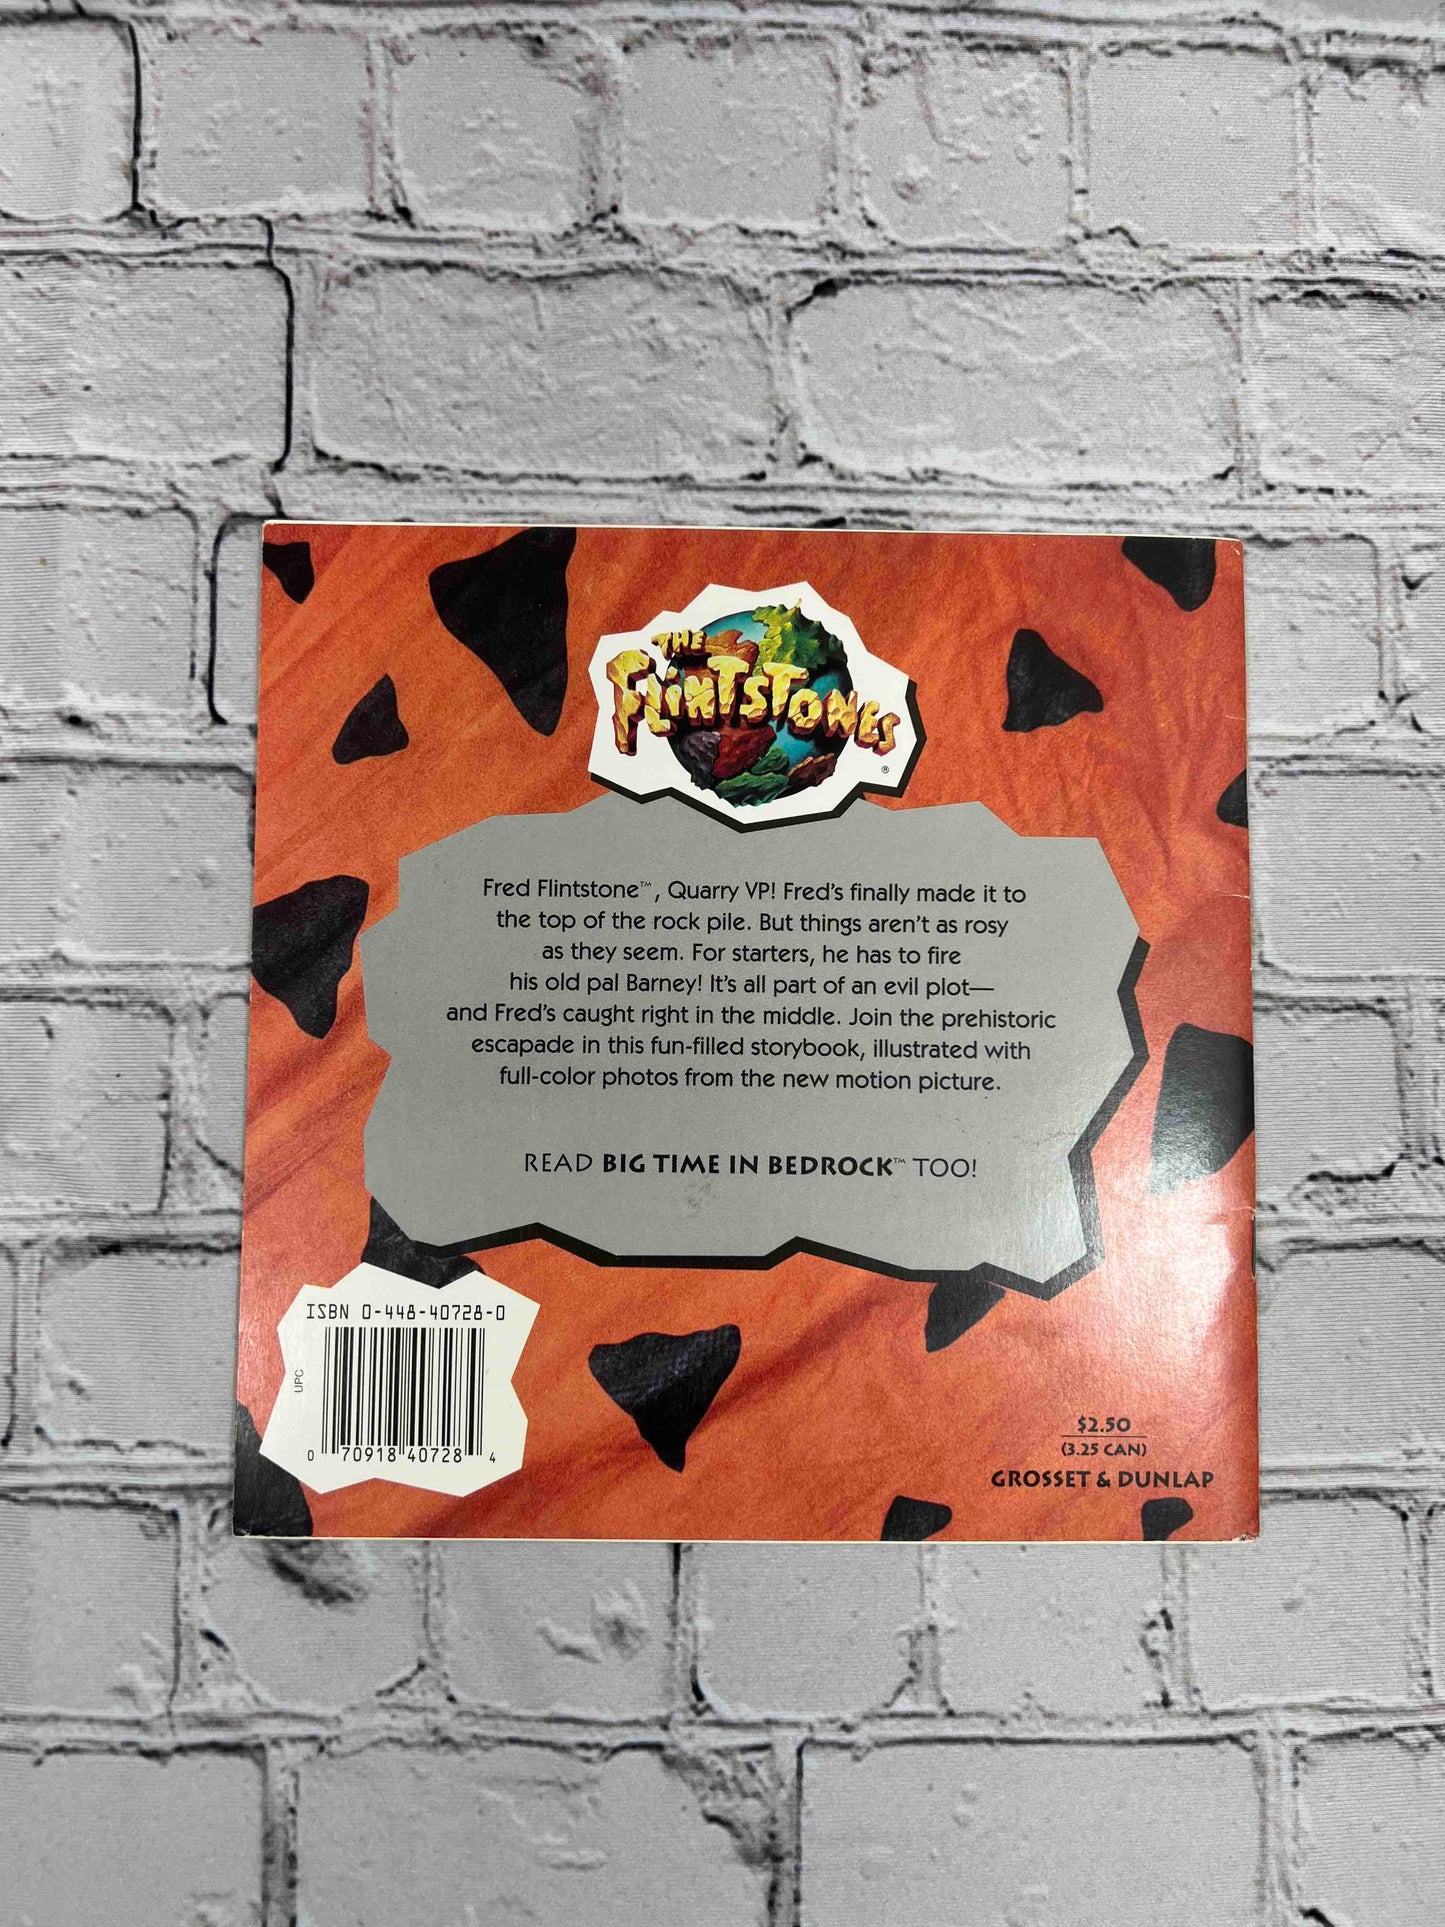 THE
FLINTSTONES
®
Fred Flintstone™, Quarry VP! Fred's finally made it to
the top of the rock pile. But things aren't as rosy
as they seem. For starters, he has to fire
his old pal Barney! It's all part of an evil plot—
and Fred's caught right in the middle. Join the prehistoric
escapade in this fun-filled storybook, illustrated with
full-color photos from the new motion picture.
READ BIG TIME IN BEDROCK™ TOO!
ISBN 0-448-40728-0
UPC
0 70918 40728 4
$2.50
(3.25 CAN)
GROSSET & DUNLAP